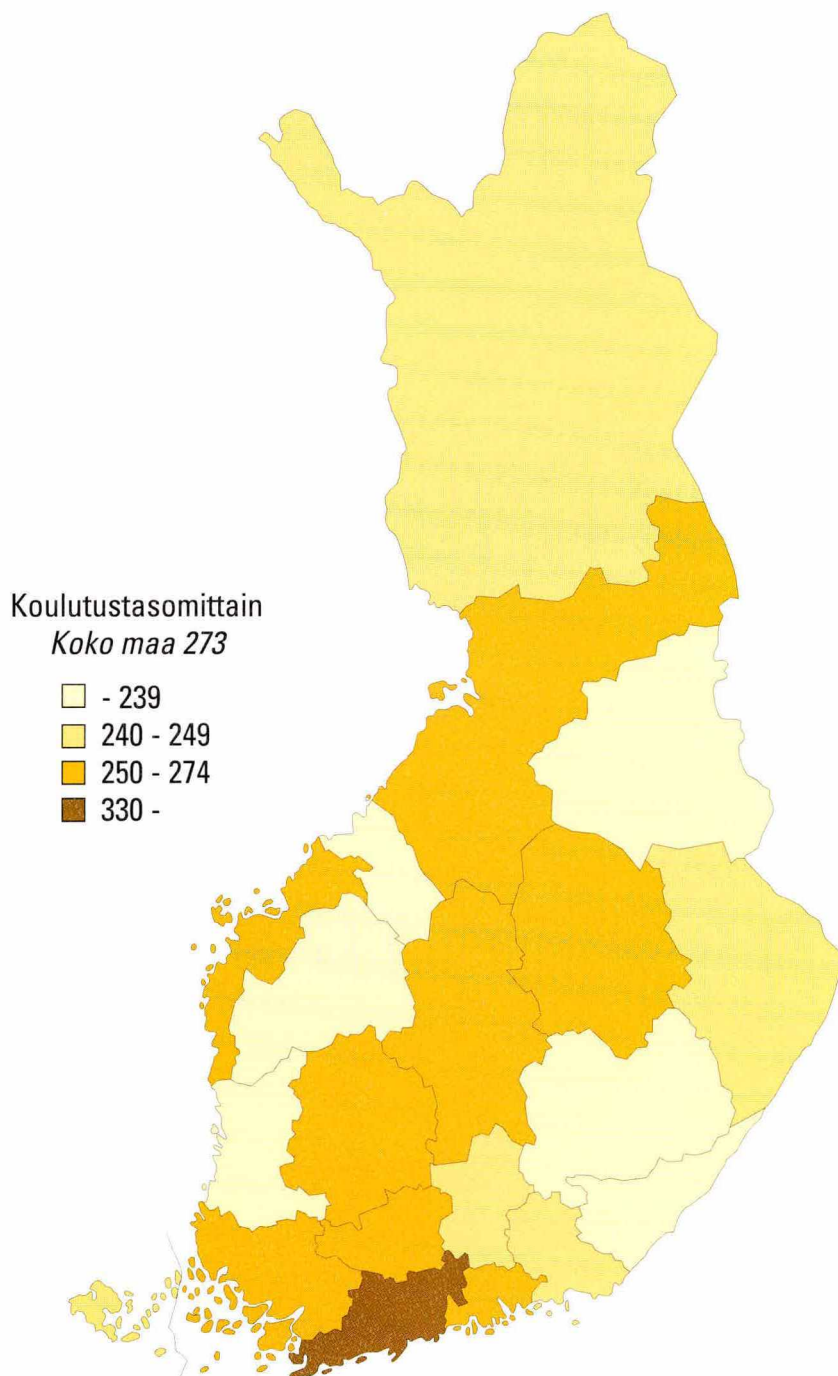 Koulutustasomittain
Koko maa 273
- 239
240 - 249
250 - 274
330 -